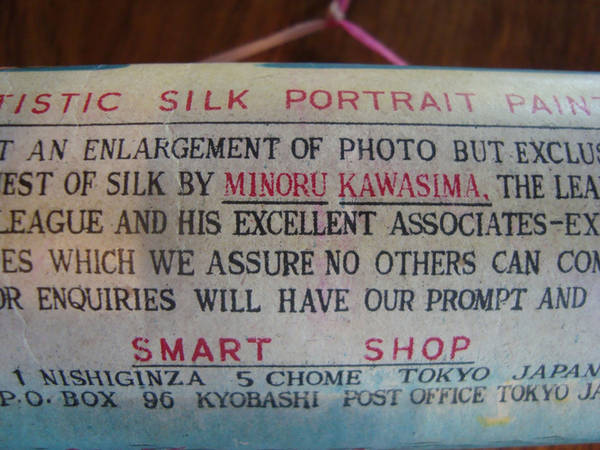 TISTIC SILK PORTRAIT PAINT
T AN ENLARGEMENT OF PHOTO BUT EXCLUS
EST OF SILK BY MINORU KAWASIMA, THE LEA
LEAGUE AND HIS EXCELLENT ASSOCIATES-EX
ES WHICH WE ASSURE NO OTHERS CAN COM
OR ENQUIRIES WILL HAVE OUR PROMPT AND
SMART SHOP
1 NISHIGINZA 5 CHOME TOKYO JAPAN
P.O. BOX 96 KYOBASHI POST OFFICE TOKYO JA